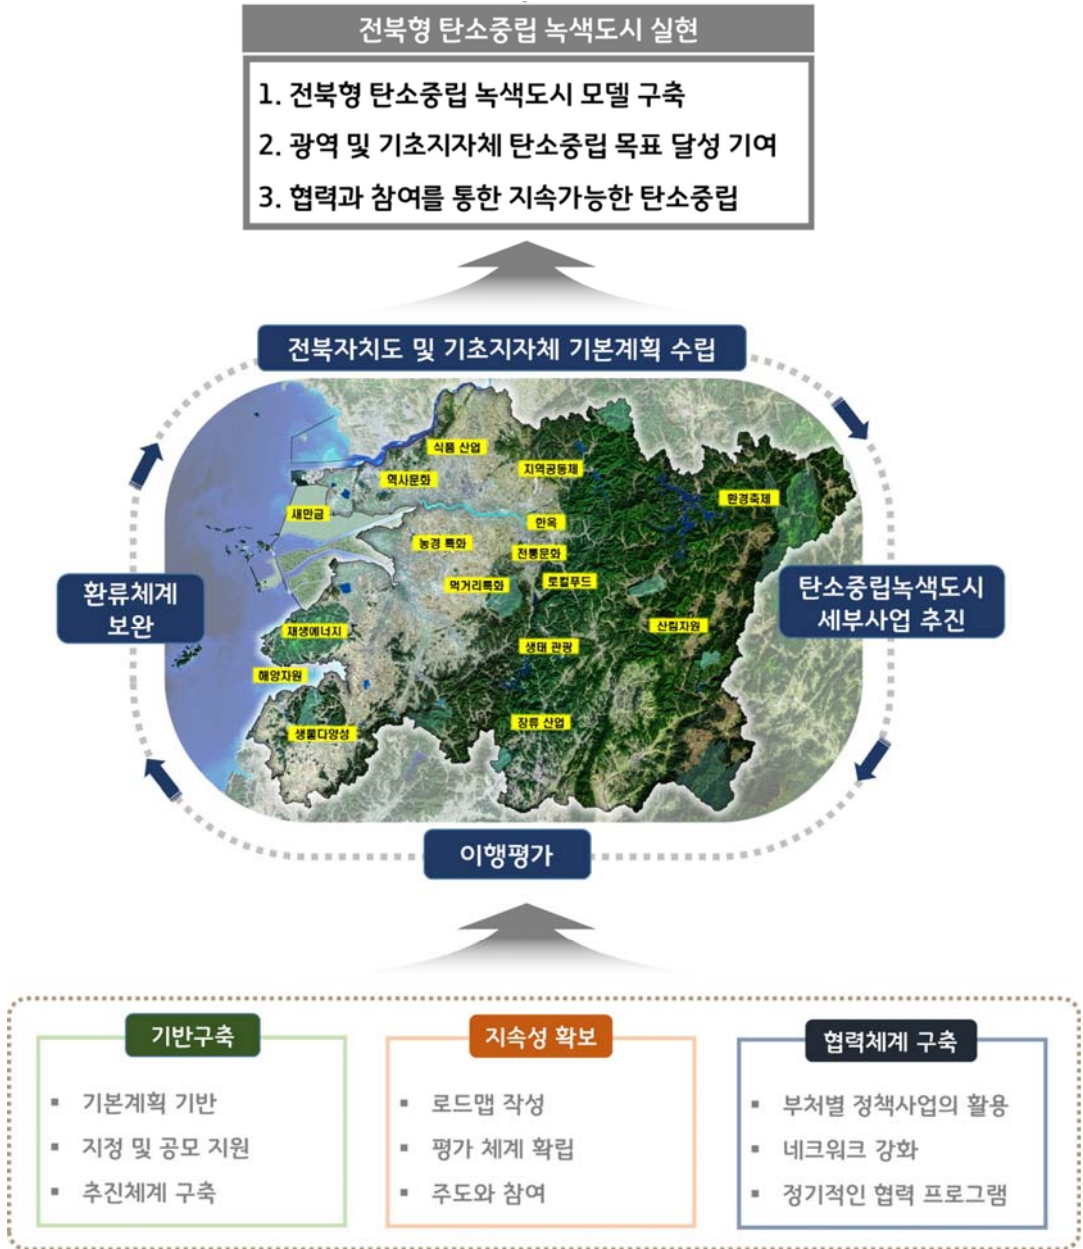 전북형 탄소중립 녹색도시 실현
1. 전북형 탄소중립 녹색도시 모델 구축
2. 광역 및 기초지자체 탄소중립 목표 달성 기여
3. 협력과 참여를 통한 지속가능한 탄소중립
전북자치도 및 기초지자체 기본계획 수립
식품 산업
지역공동체
역사문화
환경축제
새만금
한옥
농경 특화
전통문화
먹거리특화
로컬푸드
환류체계
보완
탄소중립녹색도시
세부사업 추진
재생에너지
산림자원
생태 관광
해양자원
장류 산업
생물다양성
이행평가
기반구축
▪ 기본계획 기반
▪ 지정 및 공모 지원
▪ 추진체계 구축
지속성 확보
▪ 로드맵 작성
▪ 평가 체계 확립
▪ 주도와 참여
협력체계 구축
▪ 부처별 정책사업의 활용
▪ 네크워크 강화
▪ 정기적인 협력 프로그램